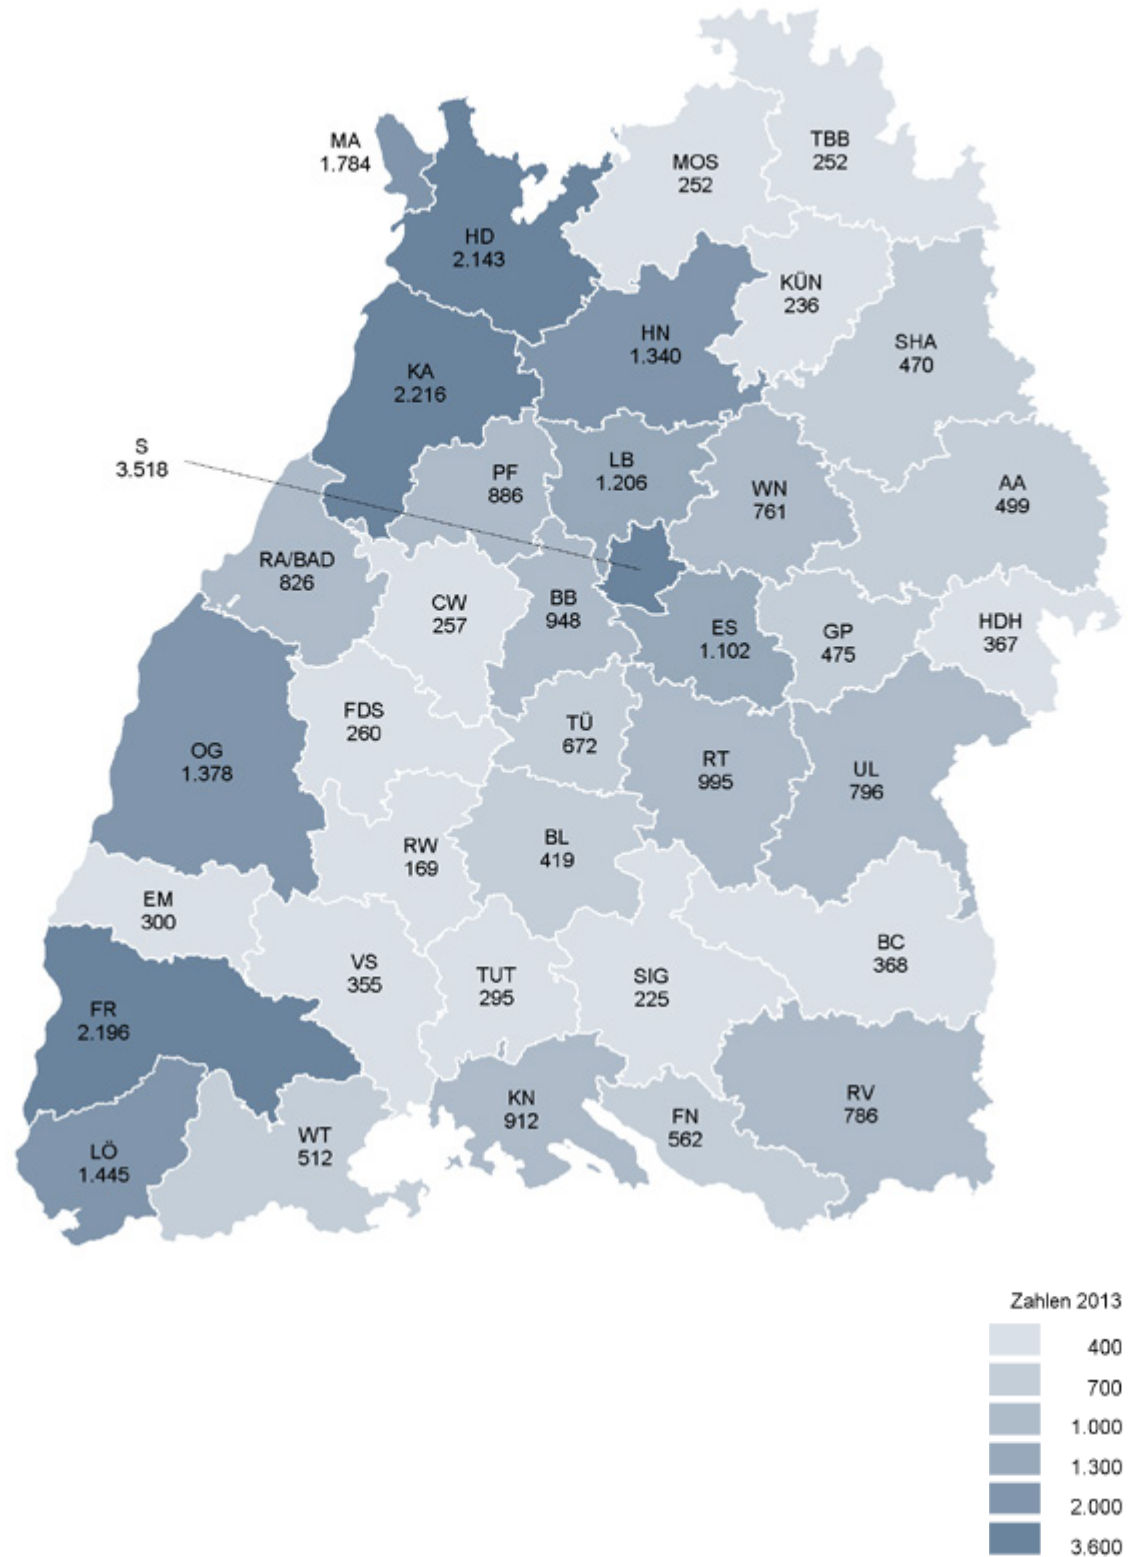 TBB
252
MA
1.784
MOS
252
HD
2.143
KÜN
236
HN
1.340
SHA
470
KA
2.216
S
3.518
LB
1.206
PF
886
WN
761
AA
499
RA/BAD
826
CW
257
BB
948
ES
1.102
GP
475
HDH
367
FDS
260
TÜ
672
OG
1.378
RT
995
UL
796
RW
169
BL
419
EM
300
BC
368
VS
355
TUT
295
SIG
225
FR
2.196
KN
912
RV
786
FN
562
WT
512
LÖ
1.445
Zahlen 2013
400
700
1.000
1.300
2.000
3.600